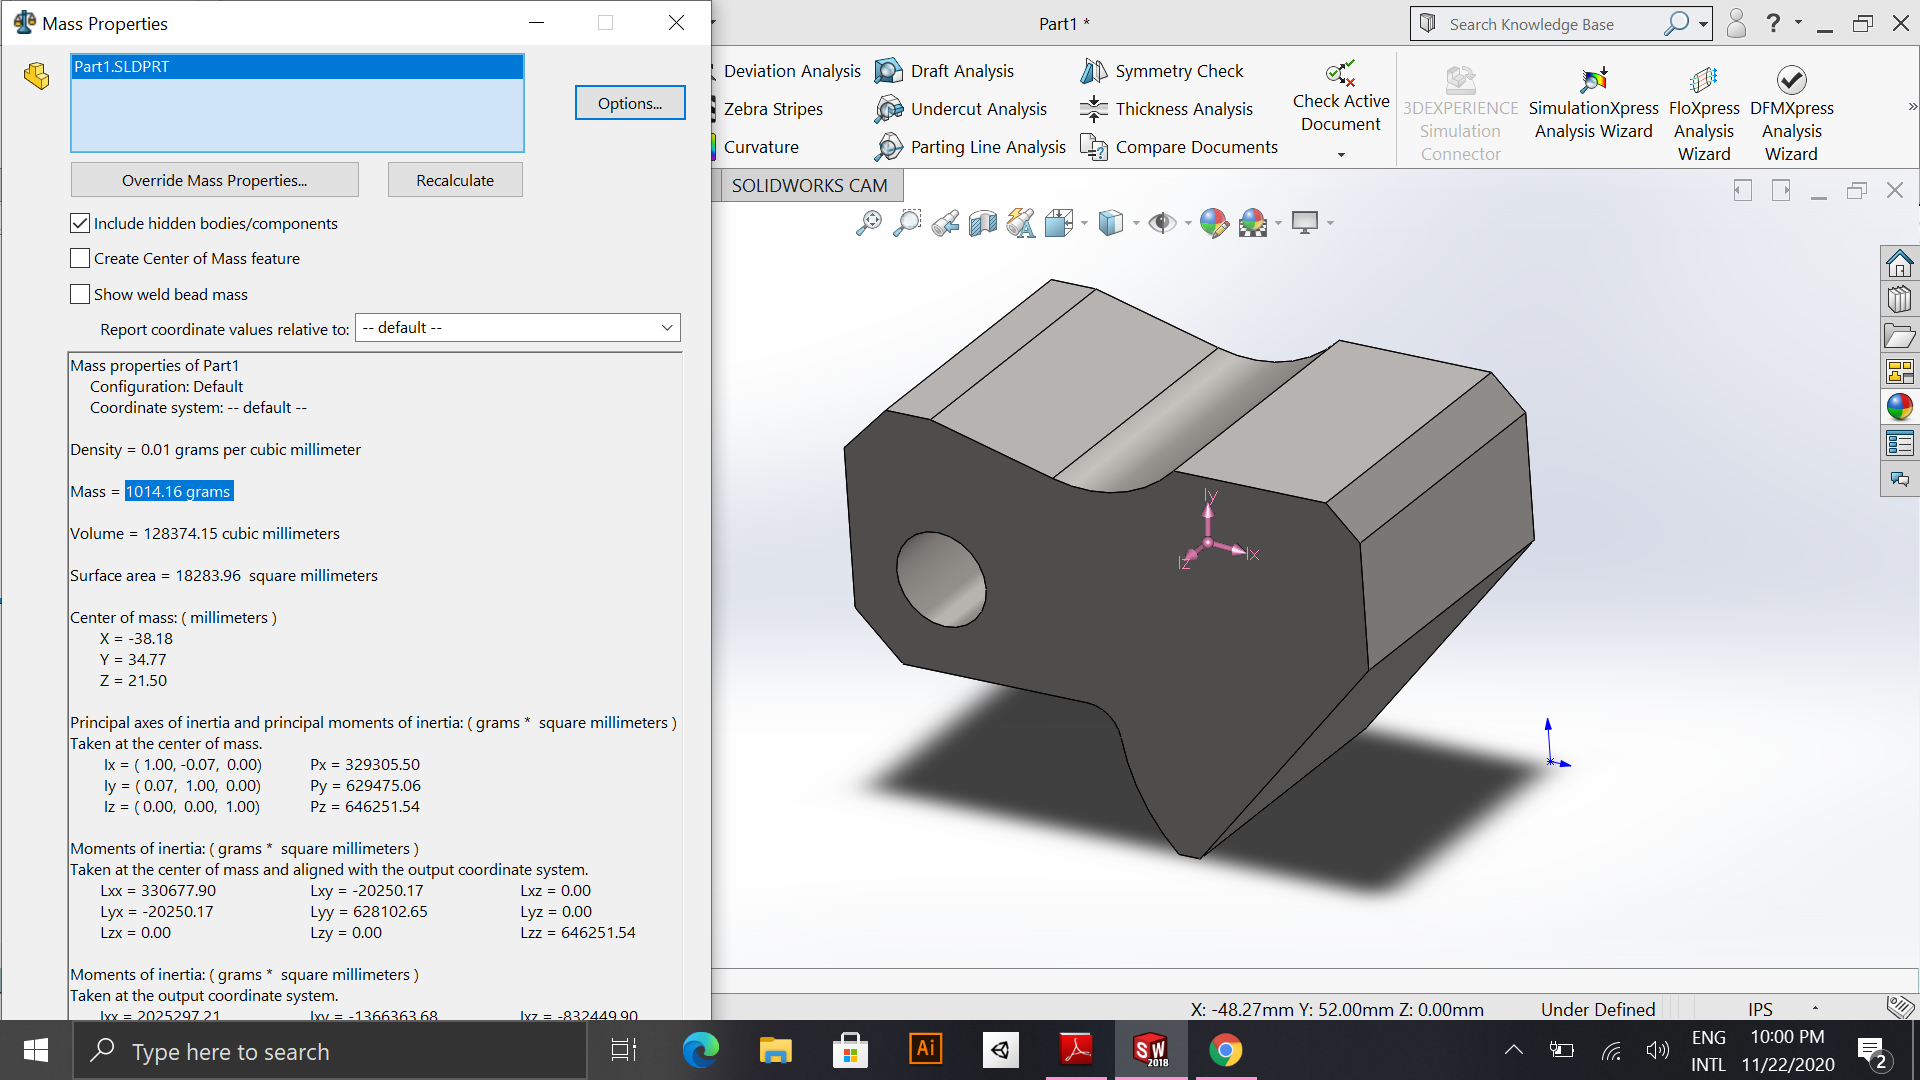 Mass Properties
Part1 *
Search Knowledge Base
?
Part1.SLDPRT
Options...
Override Mass Properties...
Recalculate
Include hidden bodies/components
Create Center of Mass feature
Show weld bead mass
Report coordinate values relative to: -- default --
Mass properties of Part1
Configuration: Default
Coordinate system: -- default --
Density = 0.01 grams per cubic millimeter
Mass = 1014.16 grams
Volume = 128374.15 cubic millimeters
Surface area = 18283.96 square millimeters
Center of mass: ( millimeters )
X = -38.18
Y = 34.77
Z = 21.50
Principal axes of inertia and principal moments of inertia: ( grams * square millimeters )
Taken at the center of mass.
Ix = ( 1.00, -0.07, 0.00) Px = 329305.50
Iy = ( 0.07, 1.00, 0.00) Py = 629475.06
Iz = ( 0.00, 0.00, 1.00) Pz = 646251.54
Moments of inertia: ( grams * square millimeters )
Taken at the center of mass and aligned with the output coordinate system.
Lxx = 330677.90 Lxy = -20250.17 Lxz = 0.00
Lyx = -20250.17 Lyy = 628102.65 Lyz = 0.00
Lzx = 0.00 Lzy = 0.00 Lzz = 646251.54
Moments of inertia: ( grams * square millimeters )
Taken at the output coordinate system.
Ixx = 2025297.21 Ixy = -1366363.68 Ixz = -832449.90
Deviation Analysis
Draft Analysis
Symmetry Check
Zebra Stripes
Undercut Analysis
Thickness Analysis
Curvature
Parting Line Analysis
Compare Documents
Check Active
Document
3DEXPERIENCE
Simulation
Connector
SimulationXpress
Analysis Wizard
FloXpress
Analysis
Wizard
DFMXpress
Analysis
Wizard
SOLIDWORKS CAM
Iy
Ix
Iz
X: -48.27mm Y: 52.00mm Z: 0.00mm
Under Defined
IPS
Type here to search
Ai
SW
2018
ENG
INTL
10:00 PM
11/22/2020
2